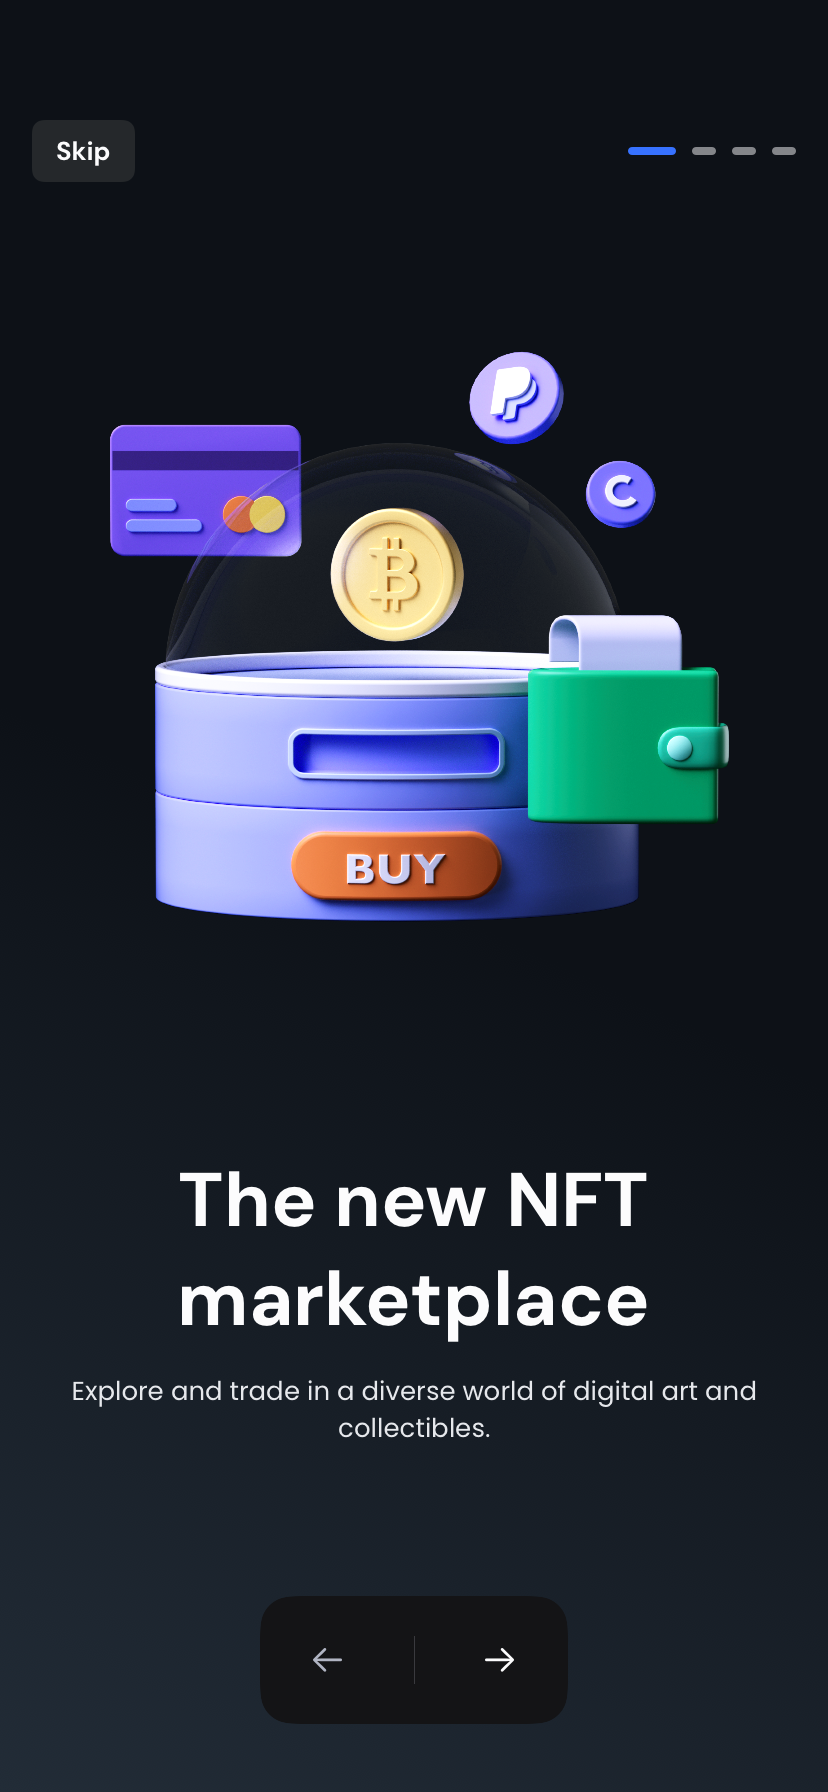 Skip
C
BUY
The new NFT
marketplace
Explore and trade in a diverse world of digital art and
collectibles.